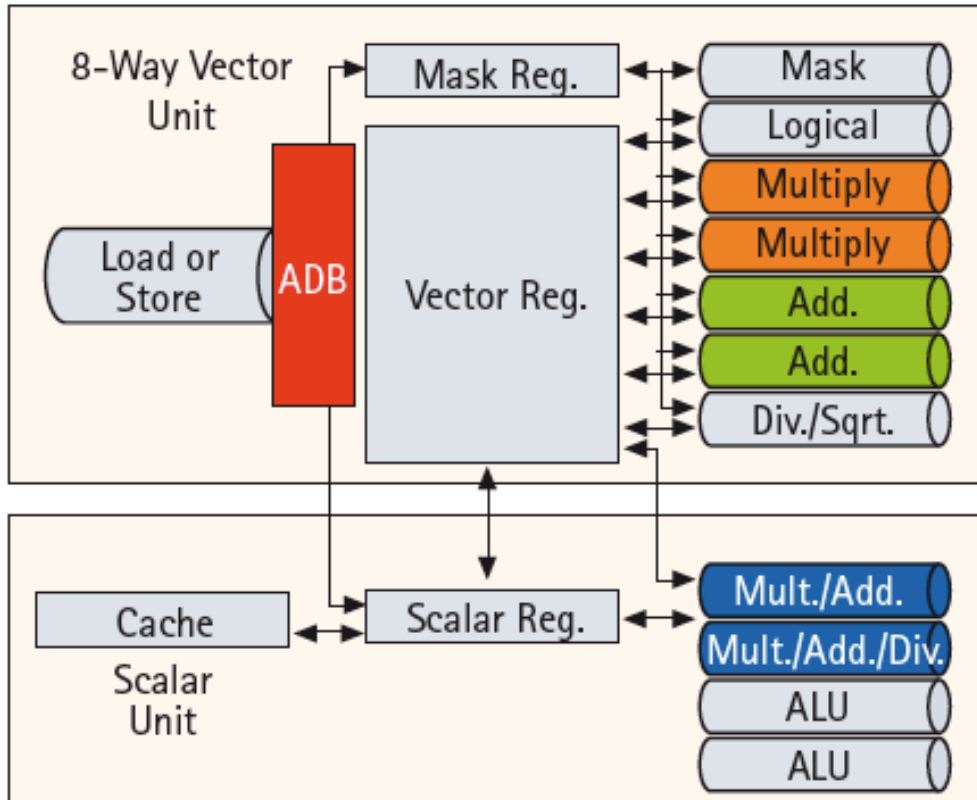 8-Way Vector
Unit
Mask Reg.
Mask
Logical
Multiply
Multiply
Add.
Add.
Div./Sqrt.
Load or
Store
ADB
Vector Reg.
Cache
Scalar
Unit
Scalar Reg.
Mult./Add.
Mult./Add./Div.
ALU
ALU